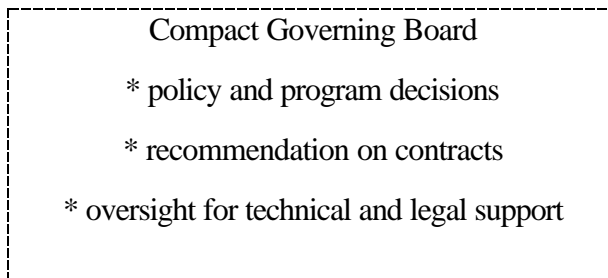 Compact Governing Board
* policy and program decisions
* recommendation on contracts
* oversight for technical and legal support